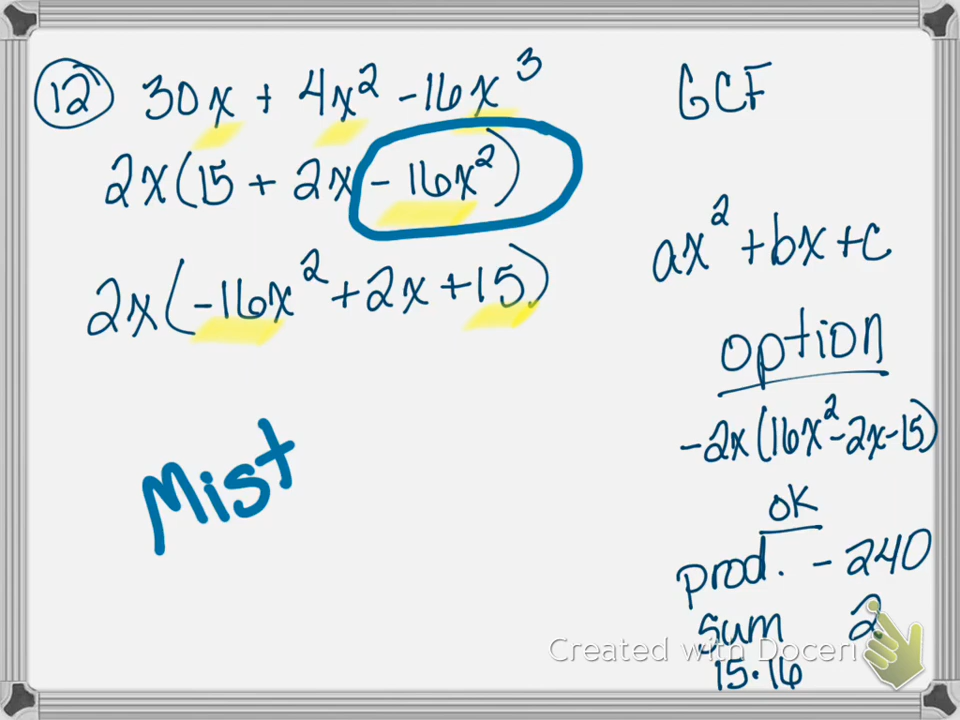 12 30x + 4x² - 16x³
2x(15 + 2x - 16x²)
2x(-16x² + 2x + 15)
Mist
GCF
ax² + bx + c
option
-2x(16x² - 2x - 15)
ok
prod. - 240
sum 2
15·16
Created with Doceri